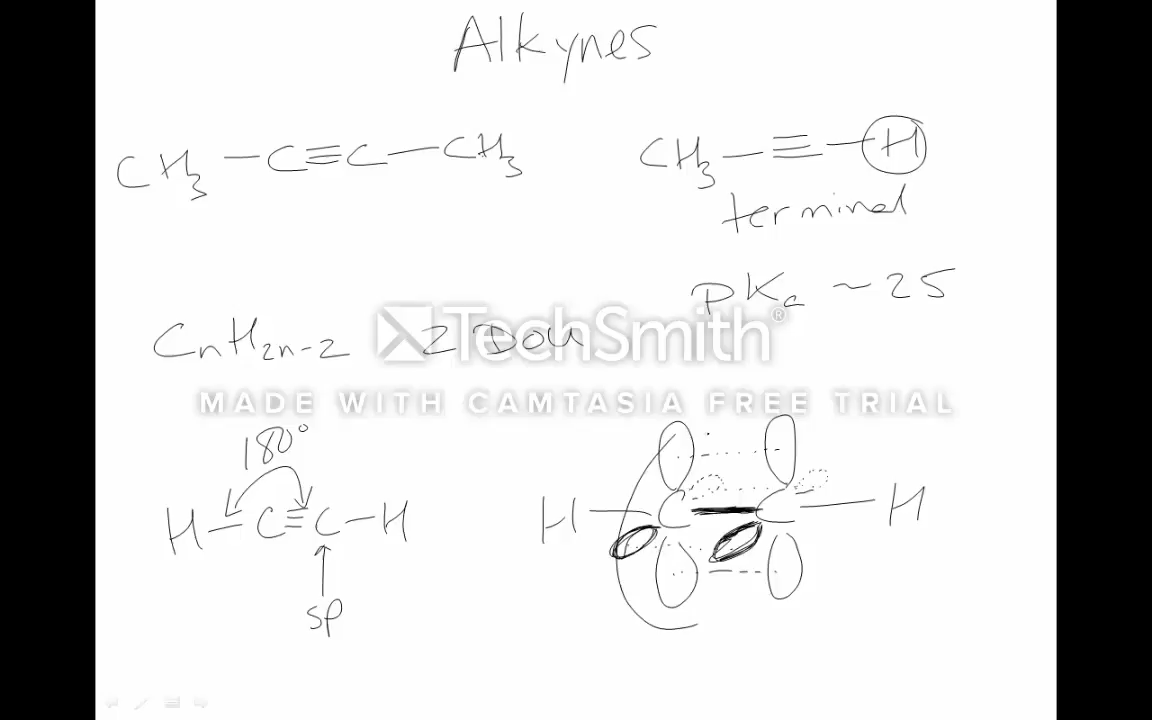 Alkynes
CH₃–C≡C–CH₃
CH₃–≡–H
terminal
pKa ~25
CnH2n-2 2 DoU
TechSmith®
MADE WITH CAMTASIA FREE TRIAL
180°
H–C≡C–H
H–C–C–H
sp